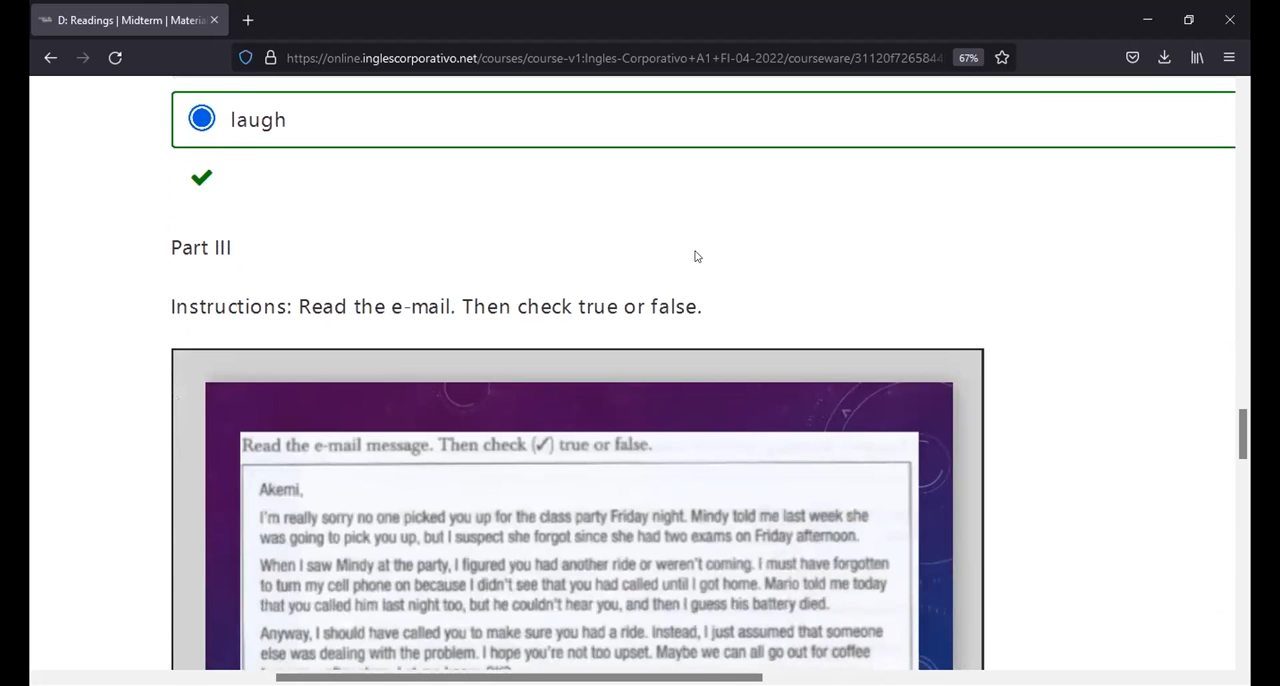 D: Readings | Midterm | Materia
https://online.inglescorporativo.net/courses/course-v1:Ingles-Corporativo+A1+FI-04-2022/courseware/31120f7265844
67%
laugh
Part III
Instructions: Read the e-mail. Then check true or false.
Read the e-mail message. Then check (✓) true or false.
Akemi,
I'm really sorry no one picked you up for the class party Friday night. Mindy told me last week she
was going to pick you up, but I suspect she forgot since she had two exams on Friday afternoon.
When I saw Mindy at the party, I figured you had another ride or weren't coming. I must have forgotten
to turn my cell phone on because I didn't see that you had called until I got home. Mario told me today
that you called him last night too, but he couldn't hear you, and then I guess his battery died.
Anyway, I should have called you to make sure you had a ride. Instead, I just assumed that someone
else was dealing with the problem. I hope you're not too upset. Maybe we can all go out for coffee